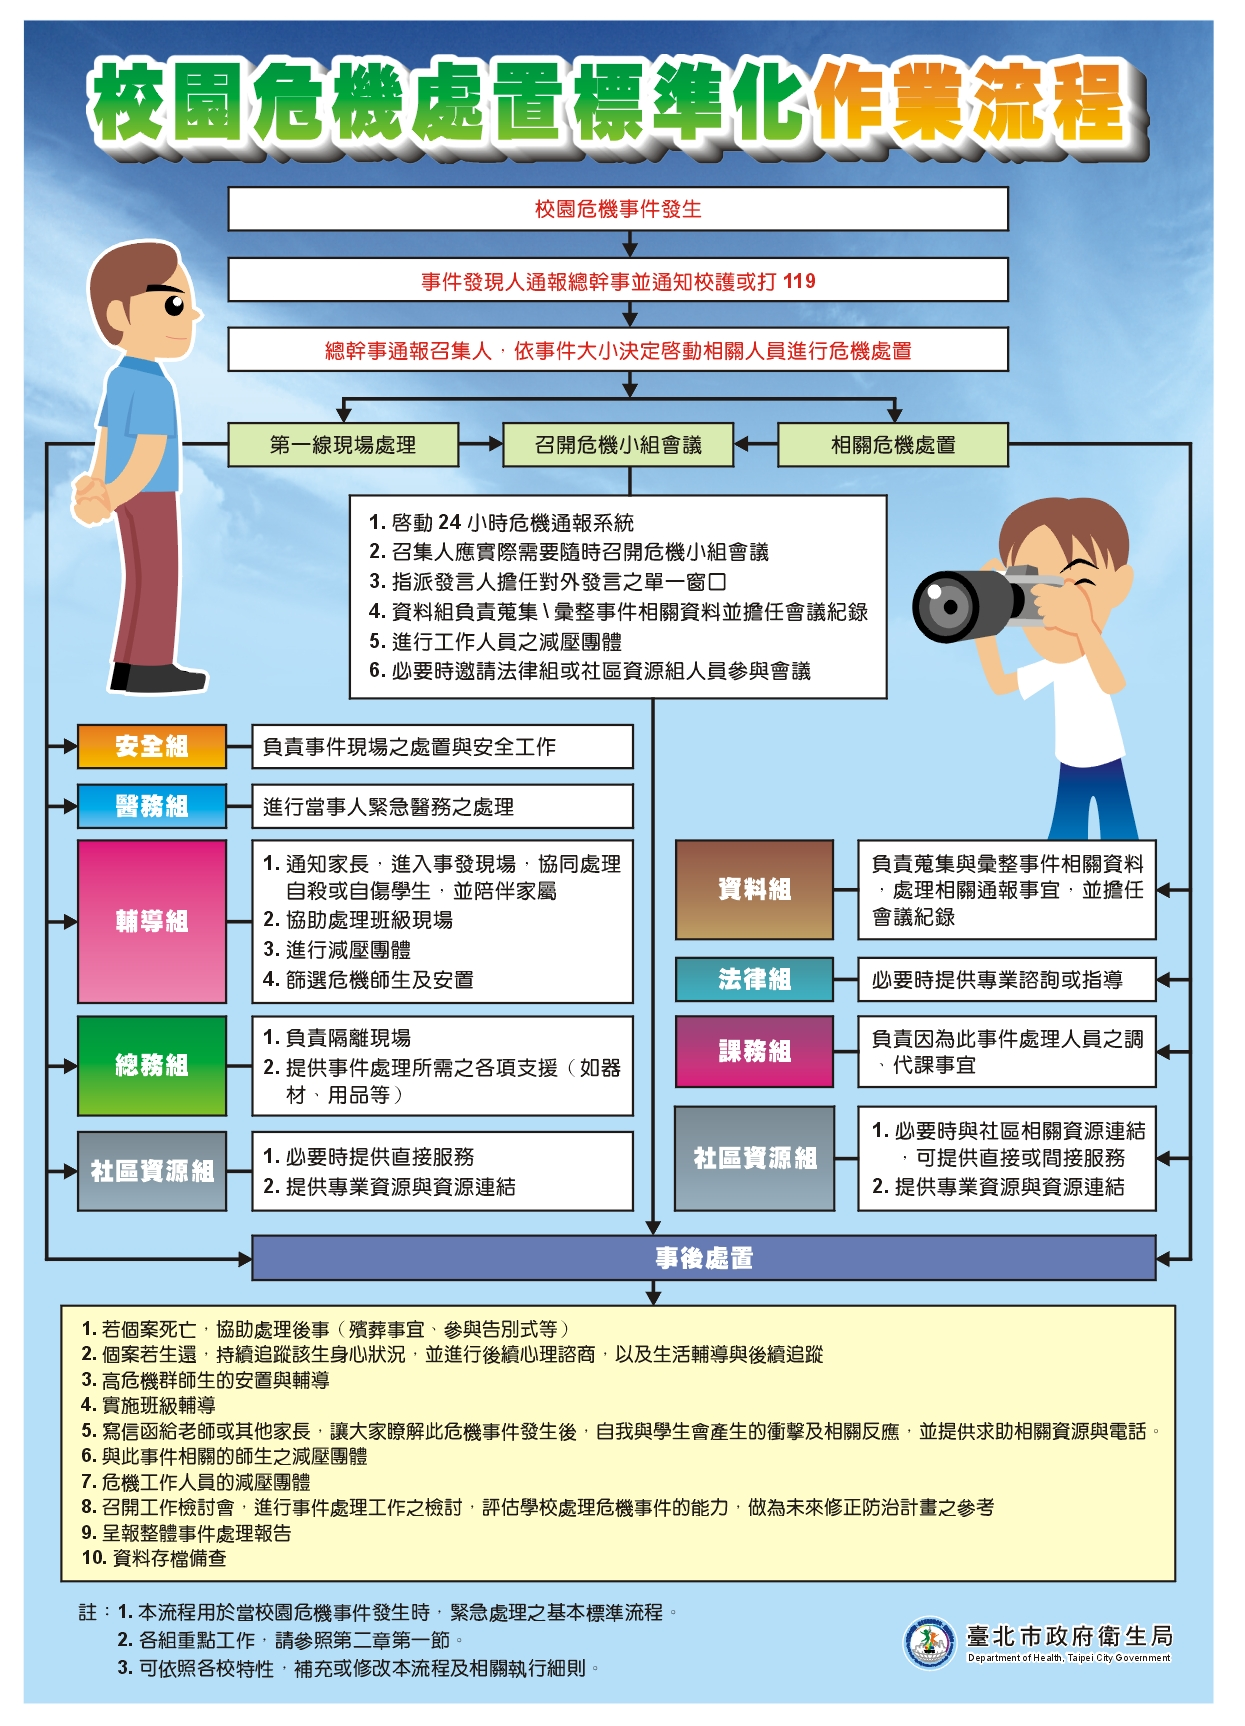 校園危機處置標準化作業流程
校園危機事件發生
事件發現人通報總幹事並通知校護或打 119
總幹事通報召集人，依事件大小決定啓動相關人員進行危機處置
第一線現場處理
召開危機小組會議
相關危機處置
1. 啓動 24 小時危機通報系統
2. 召集人應實際需要隨時召開危機小組會議
3. 指派發言人擔任對外發言之單一窗口
4. 資料組負責蒐集 \ 彙整事件相關資料並擔任會議紀錄
5. 進行工作人員之減壓團體
6. 必要時邀請法律組或社區資源組人員參與會議
安全組
負責事件現場之處置與安全工作
醫務組
進行當事人緊急醫務之處理
輔導組
1. 通知家長，進入事發現場，協同處理
自殺或自傷學生，並陪伴家屬
2. 協助處理班級現場
3. 進行減壓團體
4. 篩選危機師生及安置
總務組
1. 負責隔離現場
2. 提供事件處理所需之各項支援（如器
材、用品等）
社區資源組
1. 必要時提供直接服務
2. 提供專業資源與資源連結
資料組
負責蒐集與彙整事件相關資料
，處理相關通報事宜，並擔任
會議紀錄
法律組
必要時提供專業諮詢或指導
課務組
負責因為此事件處理人員之調
、代課事宜
社區資源組
1. 必要時與社區相關資源連結
，可提供直接或間接服務
2. 提供專業資源與資源連結
事後處置
1. 若個案死亡，協助處理後事（殯葬事宜、參與告別式等）
2. 個案若生還，持續追蹤該生身心狀況，並進行後續心理諮商，以及生活輔導與後續追蹤
3. 高危機群師生的安置與輔導
4. 實施班級輔導
5. 寫信函給老師或其他家長，讓大家瞭解此危機事件發生後，自我與學生會產生的衝擊及相關反應，並提供求助相關資源與電話。
6. 與此事件相關的師生之減壓團體
7. 危機工作人員的減壓團體
8. 召開工作檢討會，進行事件處理工作之檢討，評估學校處理危機事件的能力，做為未來修正防治計畫之參考
9. 呈報整體事件處理報告
10. 資料存檔備查
註：1. 本流程用於當校園危機事件發生時，緊急處理之基本標準流程。
2. 各組重點工作，請參照第二章第一節。
3. 可依照各校特性，補充或修改本流程及相關執行細則。
臺北市政府衛生局
Department of Health, Taipei City Government